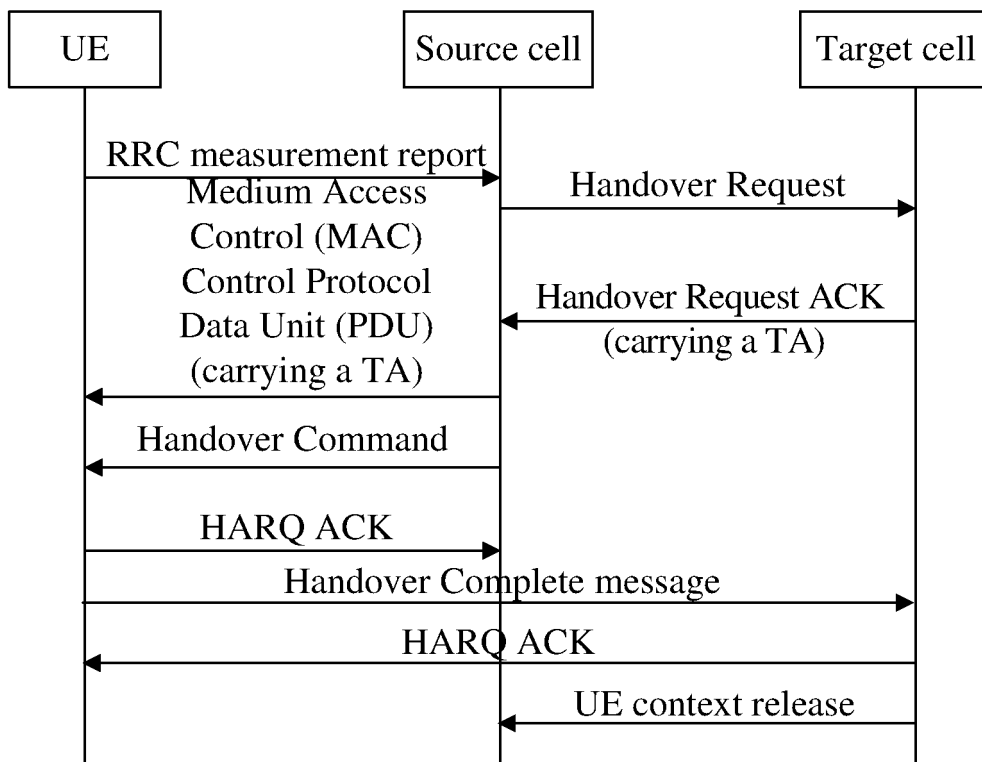 UE
Source cell
Target cell
RRC measurement report
Handover Request
Medium Access
Control (MAC)
Control Protocol
Data Unit (PDU)
(carrying a TA)
Handover Request ACK
(carrying a TA)
Handover Command
HARQ ACK
Handover Complete message
HARQ ACK
UE context release